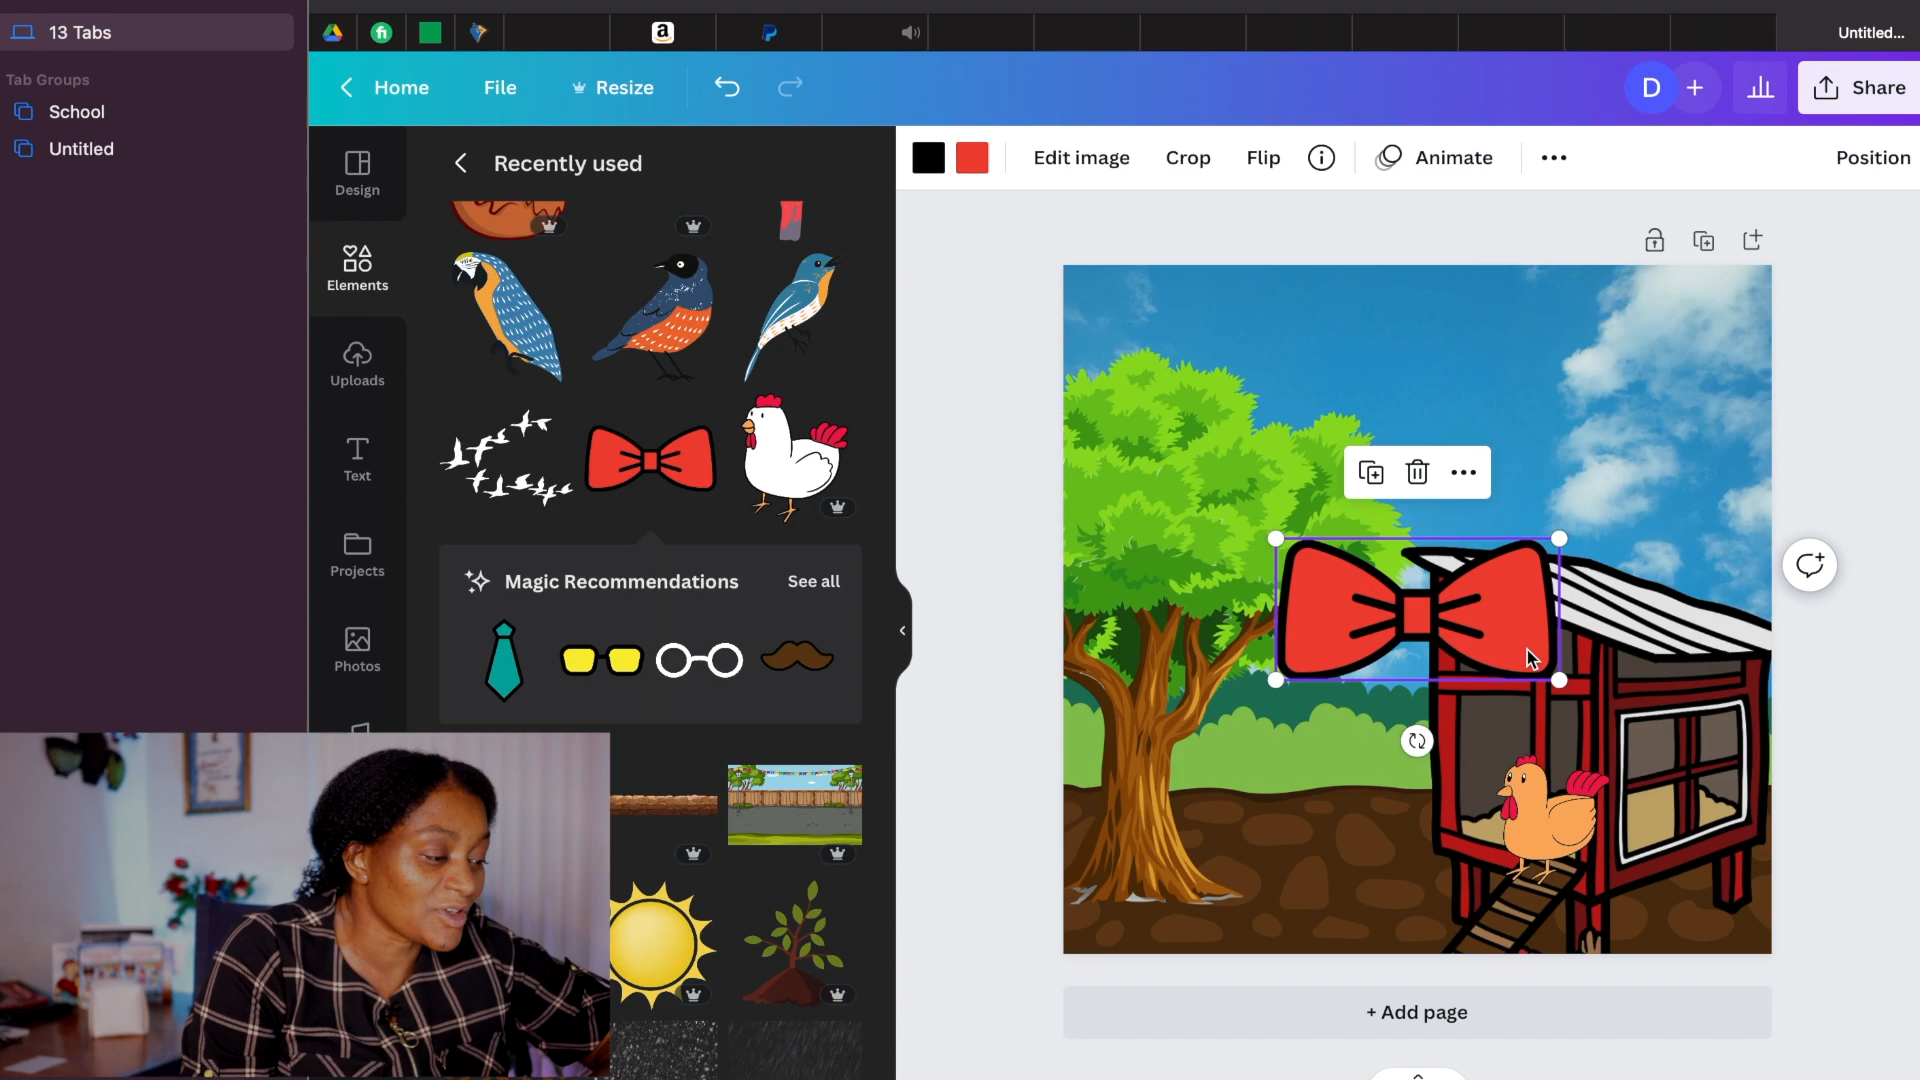 13 Tabs
Untitled...
Tab Groups
School
Untitled
Home
File
Resize
D
Share
Design
Elements
Uploads
Text
Projects
Photos
Recently used
Edit image
Crop
Flip
Animate
Position
Magic Recommendations
See all
+ Add page